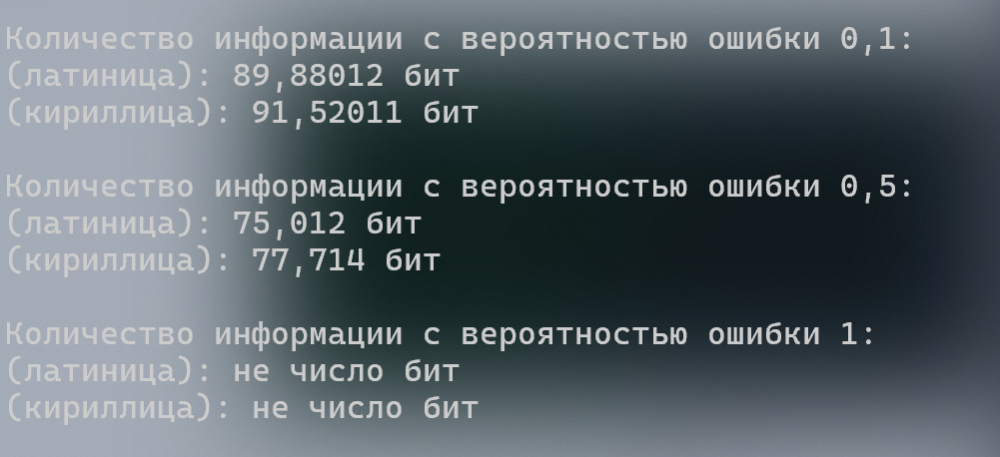 Количество информации с вероятностью ошибки 0,1:
(латиница): 89,88012 бит
(кириллица): 91,52011 бит
Количество информации с вероятностью ошибки 0,5:
(латиница): 75,012 бит
(кириллица): 77,714 бит
Количество информации с вероятностью ошибки 1:
(латиница): не число бит
(кириллица): не число бит